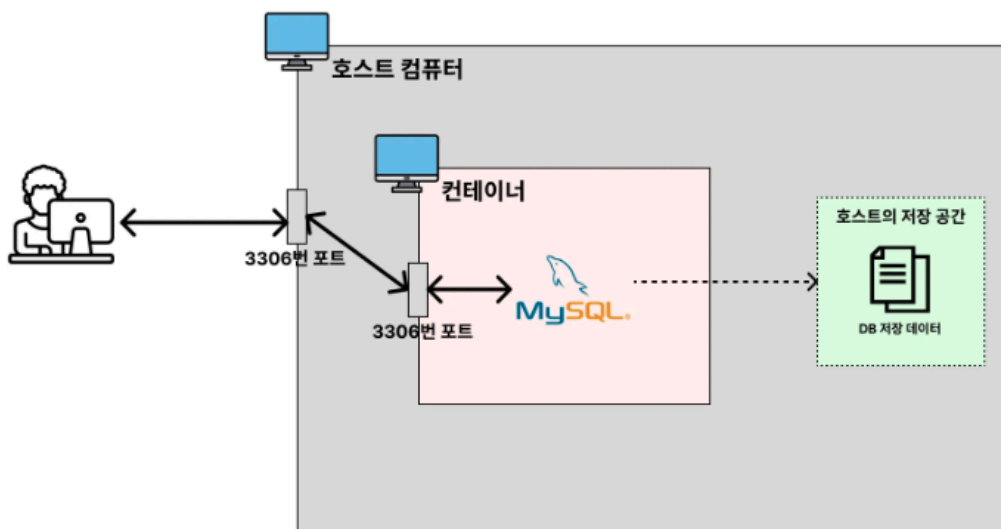 호스트 컴퓨터
컨테이너
호스트의 저장 공간
3306번 포트
MySQL.
DB 저장 데이터
3306번 포트